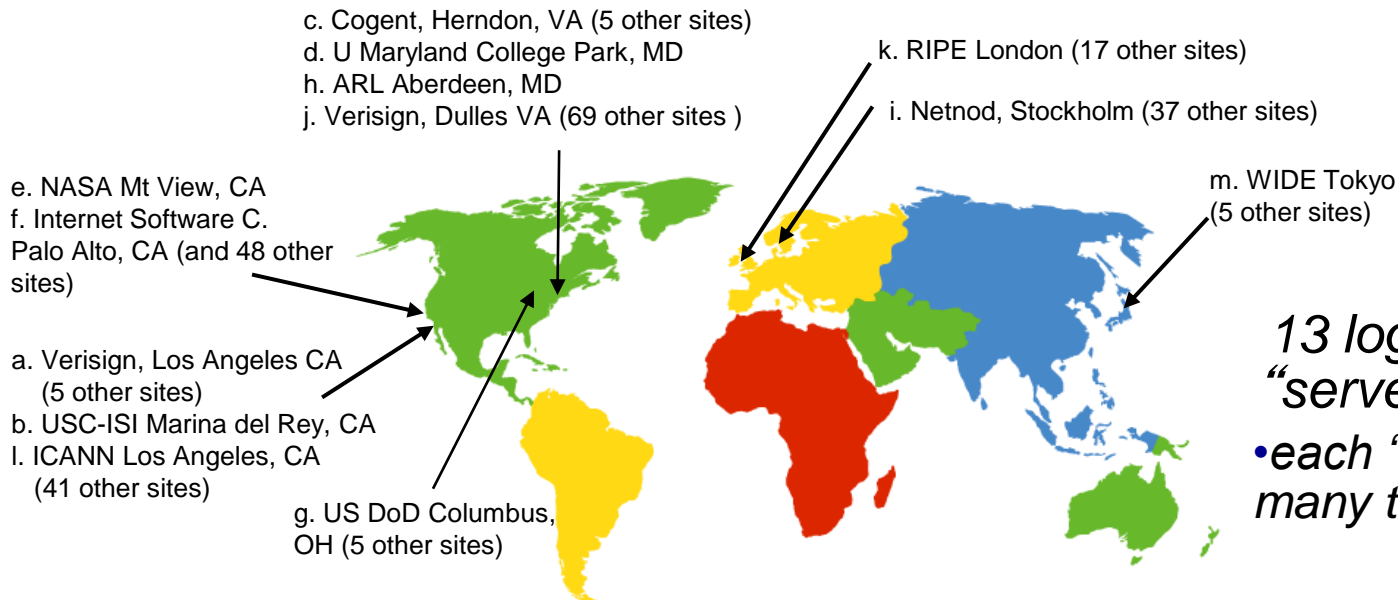 c. Cogent, Herndon, VA (5 other sites)
d. U Maryland College Park, MD
h. ARL Aberdeen, MD
j. Verisign, Dulles VA (69 other sites )
k. RIPE London (17 other sites)
i. Netnod, Stockholm (37 other sites)
m. WIDE Tokyo
(5 other sites)
e. NASA Mt View, CA
f. Internet Software C.
Palo Alto, CA (and 48 other
sites)
a. Verisign, Los Angeles CA
(5 other sites)
b. USC-ISI Marina del Rey, CA
l. ICANN Los Angeles, CA
(41 other sites)
g. US DoD Columbus,
OH (5 other sites)
13 log
“serve
•each “
many t